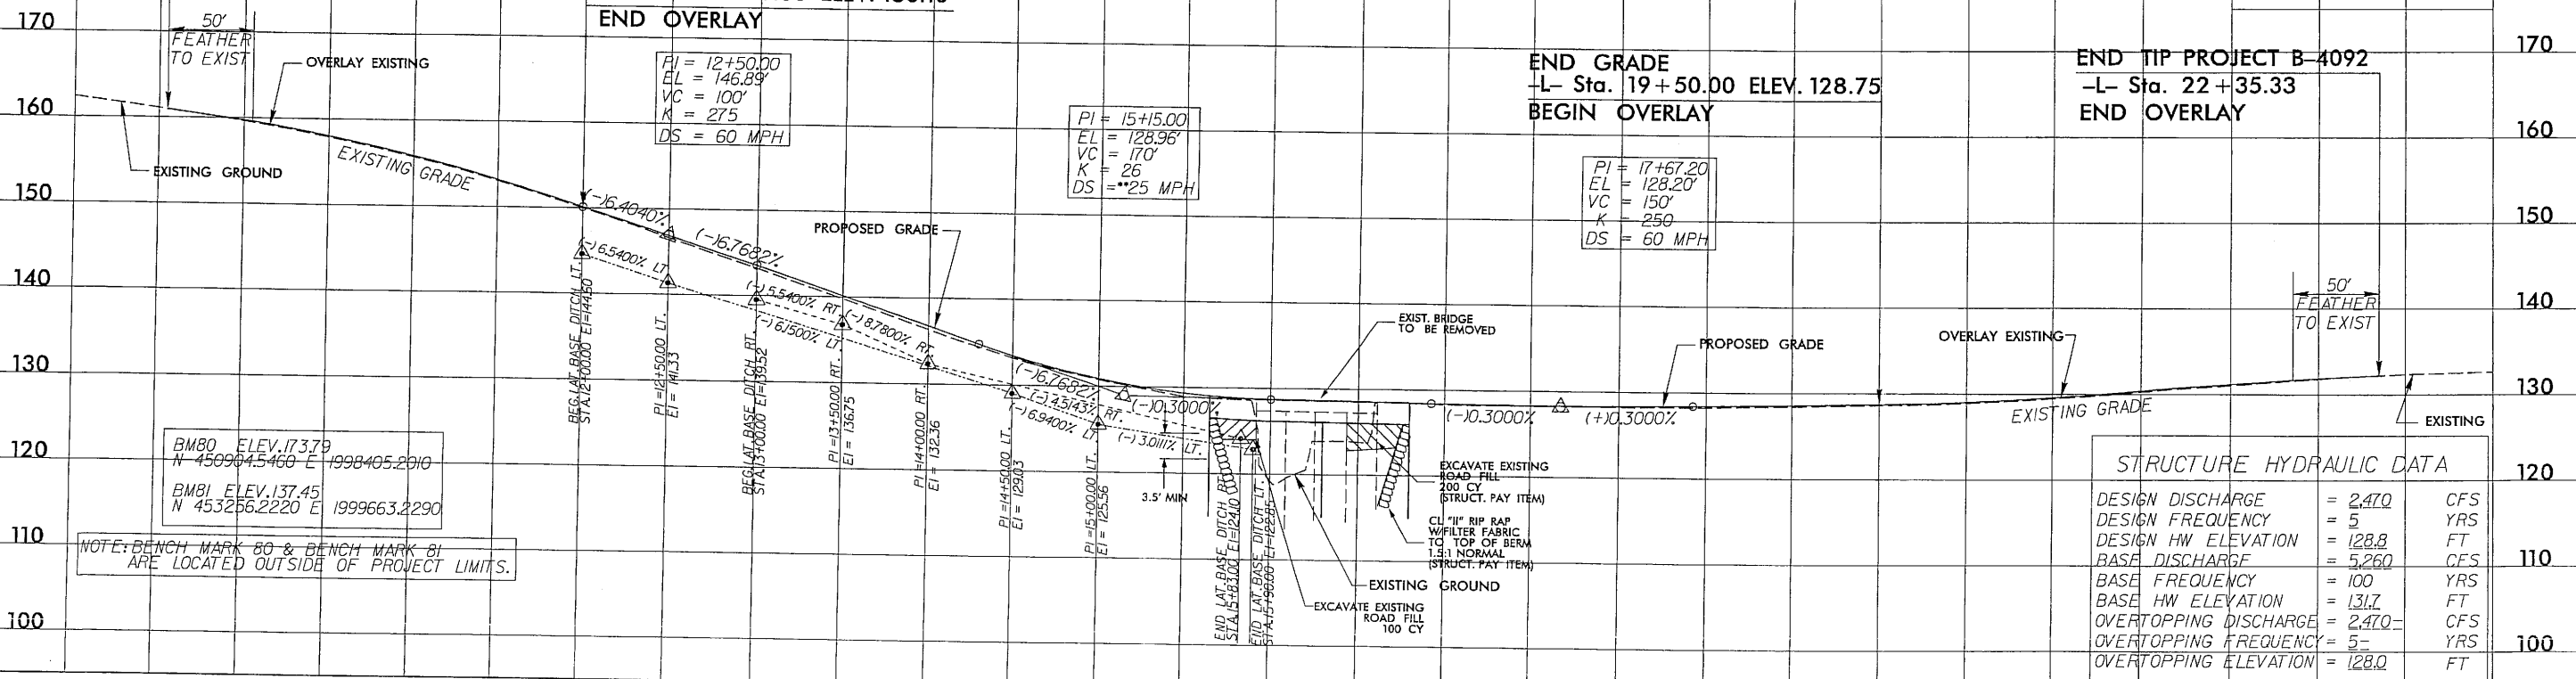 END OVERLAY
170
50'
FEATHER
TO EXIST
OVERLAY EXISTING
PI = 12+50.00
EL = 146.89'
VC = 100'
K = 275
DS = 60 MPH
END GRADE
-L- Sta. 19+50.00 ELEV. 128.75
BEGIN OVERLAY
END TIP PROJECT B-4092
-L- Sta. 22+35.33
END OVERLAY
170
160
EXISTING GROUND
EXISTING GRADE
PI = 15+15.00
EL = 128.96'
VC = 170'
K = 26
DS =**25 MPH
160
PI = 17+67.20
EL = 128.20'
VC = 150'
K = 250
DS = 60 MPH
150
(-)6.4040%
(-)6.7682%
PROPOSED GRADE
150
140
(-)6.5400% LT.
(-)5.5400% RT.
(-)6.1500% LT.
(-)8.7800% RT.
EXIST. BRIDGE
TO BE REMOVED
PROPOSED GRADE
OVERLAY EXISTING
50'
FEATHER
TO EXIST
140
130
(-)6.7682%
(-)4.5143% RT.
(-)6.9400% LT.
(-)3.0111% LT.
(-)0.3000%
(-)0.3000%
(+)0.3000%
EXISTING GRADE
EXISTING
130
BEG. LAT. BASE DITCH LT.
STA.12+00.00 El=144.60
PI =12+50.00 LT.
El = 141.33
BEG. LAT. BASE DITCH RT.
STA.13+00.00 El=139.52
PI =13+50.00 RT.
El = 136.75
PI =14+00.00 RT.
El = 132.36
PI =14+50.00 LT.
El = 129.03
PI =15+00.00 LT.
El = 125.56
END LAT. BASE DITCH RT.
STA.15+83.00 El=124.10
END LAT. BASE DITCH LT.
STA.15+90.00 El=122.85
3.5' MIN
120
BM80 ELEV.173.79
N 450904.5460 E 1998405.2010
BM81 ELEV.137.45
N 453256.2220 E 1999663.2290
EXCAVATE EXISTING
ROAD FILL
200 CY
(STRUCT. PAY ITEM)
CL "II" RIP RAP
W/FILTER FABRIC
TO TOP OF BERM
1.5:1 NORMAL
(STRUCT. PAY ITEM)
EXISTING GROUND
EXCAVATE EXISTING
ROAD FILL
100 CY
120
110
NOTE: BENCH MARK 80 & BENCH MARK 81
ARE LOCATED OUTSIDE OF PROJECT LIMITS.
110
STRUCTURE HYDRAULIC DATA
DESIGN DISCHARGE = 2,470 CFS
DESIGN FREQUENCY = 5 YRS
DESIGN HW ELEVATION = 128.8 FT
BASE DISCHARGE = 5,260 CFS
BASE FREQUENCY = 100 YRS
BASE HW ELEVATION = 131.7 FT
OVERTOPPING DISCHARGE = 2,470- CFS
OVERTOPPING FREQUENCY = 5- YRS
OVERTOPPING ELEVATION = 128.0 FT
100
100